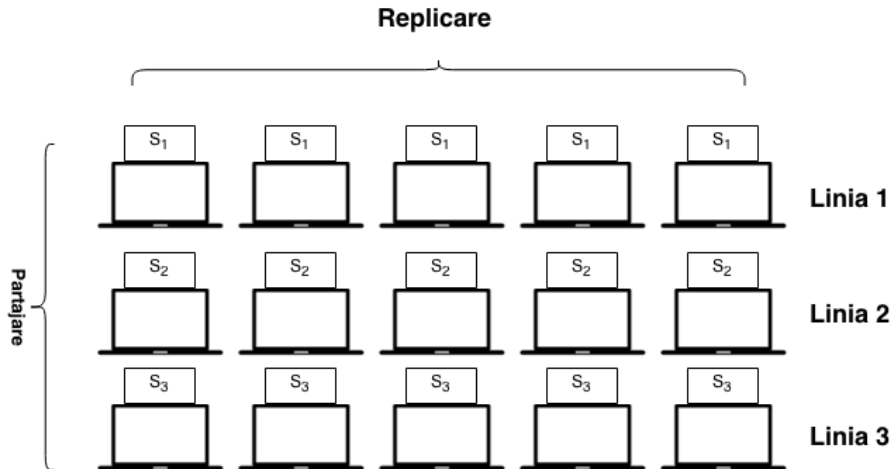 Replicare
S1 S1 S1 S1 S1
Linia 1
S2 S2 S2 S2 S2
Linia 2
Partajare
S3 S3 S3 S3 S3
Linia 3